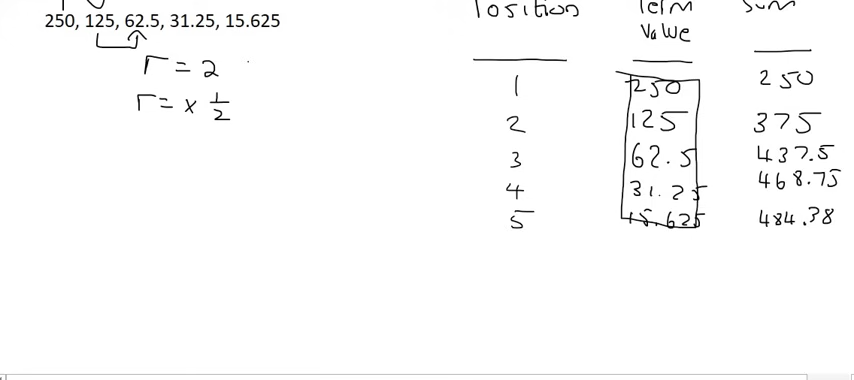 250, 125, 62.5, 31.25, 15.625
r = 2
r = × 1/2
Position Term Value Sum
1 250 250
2 125 375
3 62.5 437.5
4 31.25 468.75
5 15.625 484.38